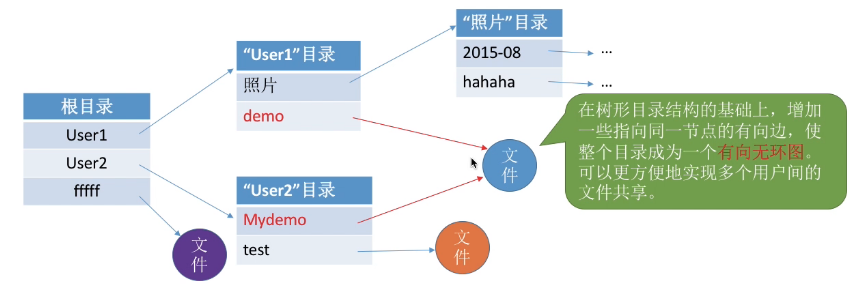 根目录
User1
User2
fffff
文件
“User1”目录
照片
demo
“User2”目录
Mydemo
test
文件
“照片”目录
2015-08
...
hahaha
...
文件
在树形目录结构的基础上，增加
一些指向同一节点的有向边，使
整个目录成为一个有向无环图。
可以更方便地实现多个用户间的
文件共享。